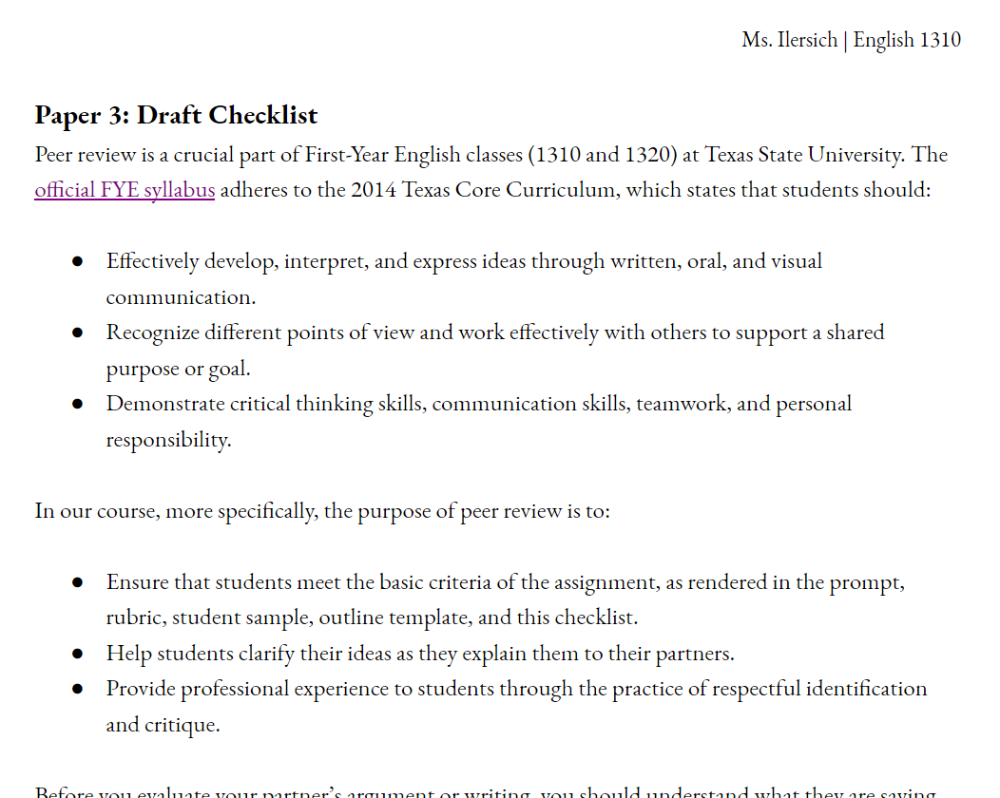 Ms. Ilersich | English 1310
Paper 3: Draft Checklist
Peer review is a crucial part of First-Year English classes (1310 and 1320) at Texas State University. The
official FYE syllabus adheres to the 2014 Texas Core Curriculum, which states that students should:
● Effectively develop, interpret, and express ideas through written, oral, and visual
communication.
● Recognize different points of view and work effectively with others to support a shared
purpose or goal.
● Demonstrate critical thinking skills, communication skills, teamwork, and personal
responsibility.
In our course, more specifically, the purpose of peer review is to:
● Ensure that students meet the basic criteria of the assignment, as rendered in the prompt,
rubric, student sample, outline template, and this checklist.
● Help students clarify their ideas as they explain them to their partners.
● Provide professional experience to students through the practice of respectful identification
and critique.
Before you evaluate your partner’s argument or writing, you should understand what they are saying